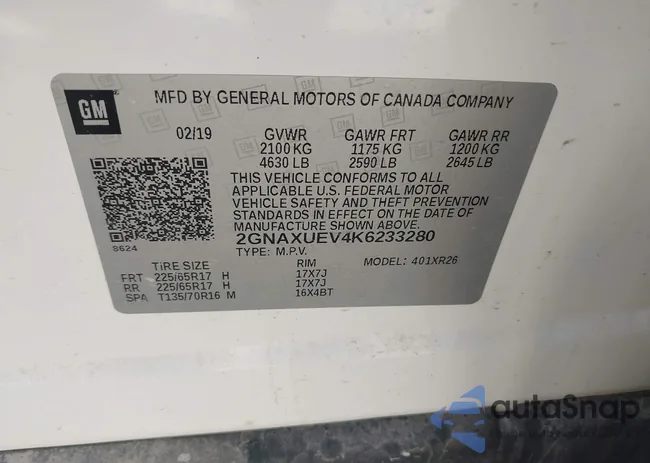 GM
MFD BY GENERAL MOTORS OF CANADA COMPANY
02/19 GVWR GAWR FRT GAWR RR
2100 KG 1175 KG 1200 KG
4630 LB 2590 LB 2645 LB
THIS VEHICLE CONFORMS TO ALL
APPLICABLE U.S. FEDERAL MOTOR
VEHICLE SAFETY AND THEFT PREVENTION
STANDARDS IN EFFECT ON THE DATE OF
MANUFACTURE SHOWN ABOVE.
8624 2GNAXUEV4K6233280
TYPE: M.P.V. MODEL: 401XR26
TIRE SIZE RIM
FRT 225/65R17 H 17X7J
RR 225/65R17 H 17X7J
SPA T135/70R16 M 16X4BT
autoSnap